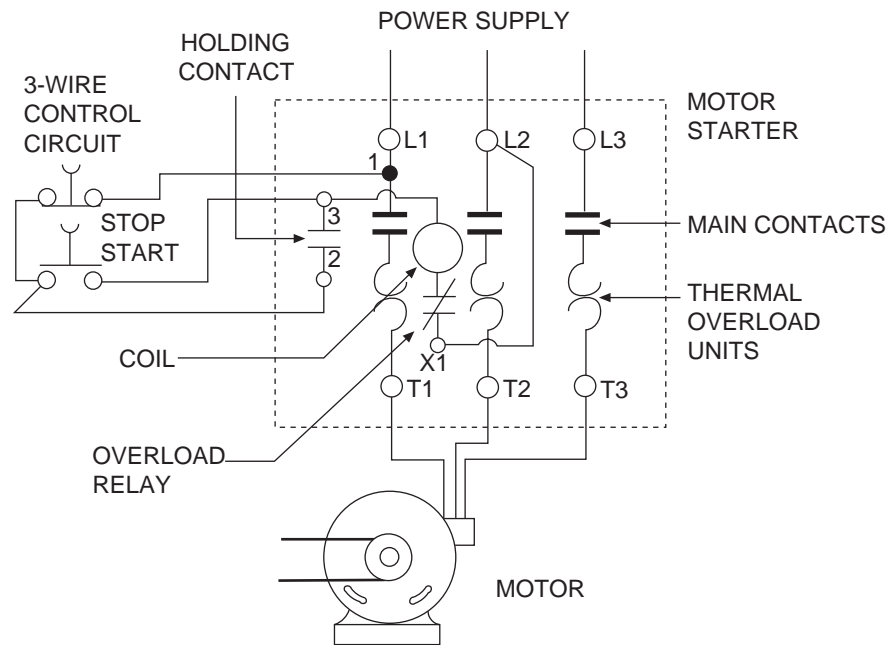 POWER SUPPLY
HOLDING
CONTACT
3-WIRE
CONTROL
CIRCUIT
MOTOR
STARTER
L1
L2
L3
1
3
STOP
START
2
MAIN CONTACTS
THERMAL
OVERLOAD
UNITS
COIL
X1
T1
T2
T3
OVERLOAD
RELAY
MOTOR